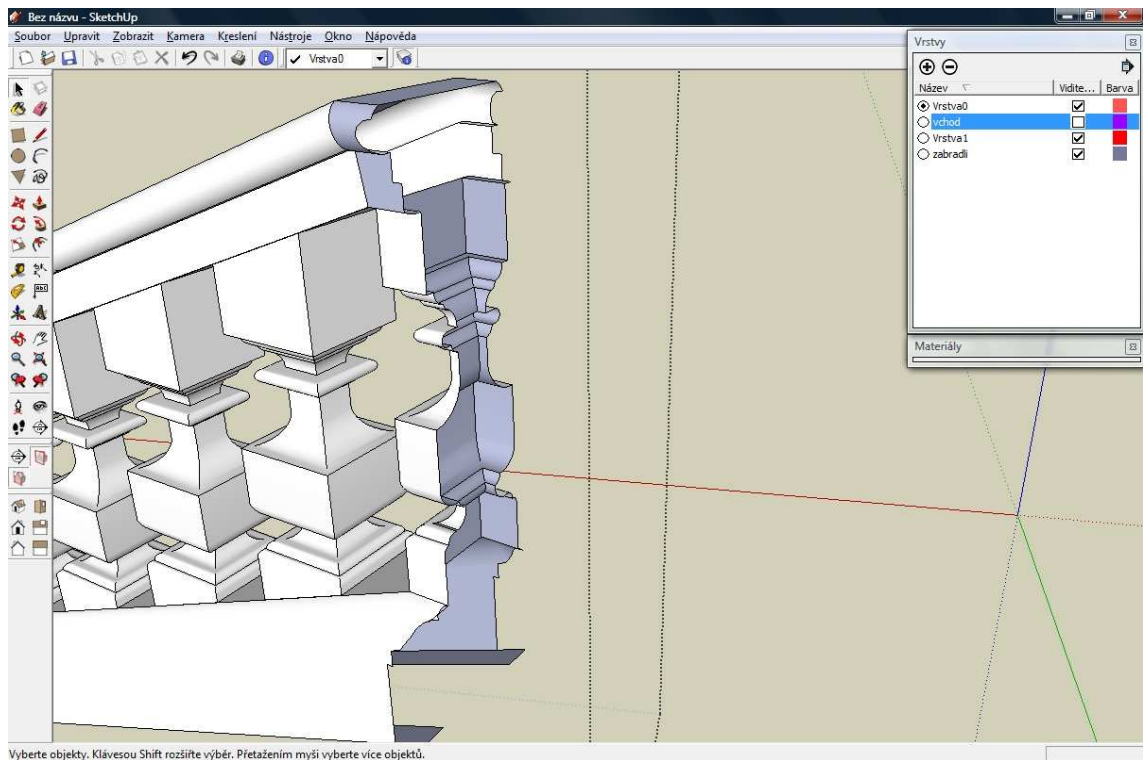 Bez názvu - SketchUp
Soubor Upravit Zobrazit Kamera Kreslení Nástroje Okno Nápověda
Vrstva0
Vrstvy
Název Vidite... Barva
Vrstva0
vchod
Vrstva1
zabradli
Materiály
Vyberte objekty. Klávesou Shift rozšiřte výběr. Přetažením myši vyberte více objektů.